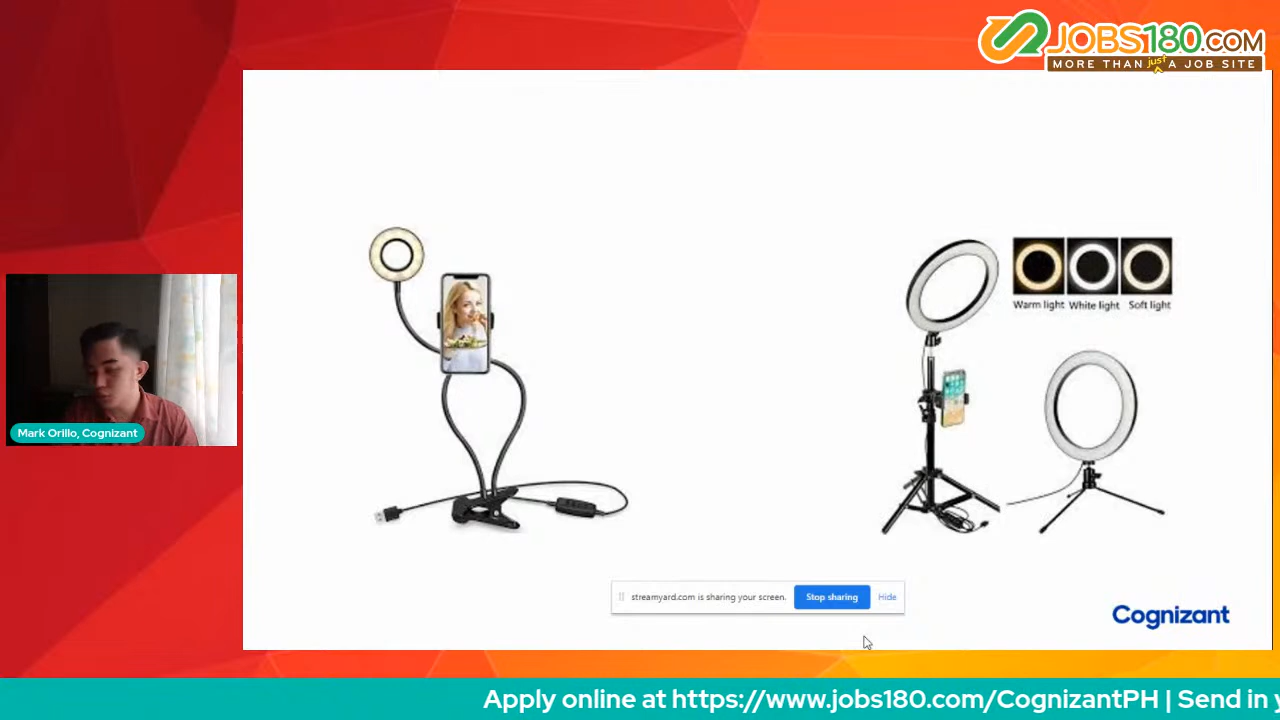 JOBS180.COM
MORE THAN just A JOB SITE
Warm light White light Soft light
Mark Orillo, Cognizant
streamyard.com is sharing your screen. Stop sharing Hide
Cognizant
Apply online at https://www.jobs180.com/CognizantPH | Send in y